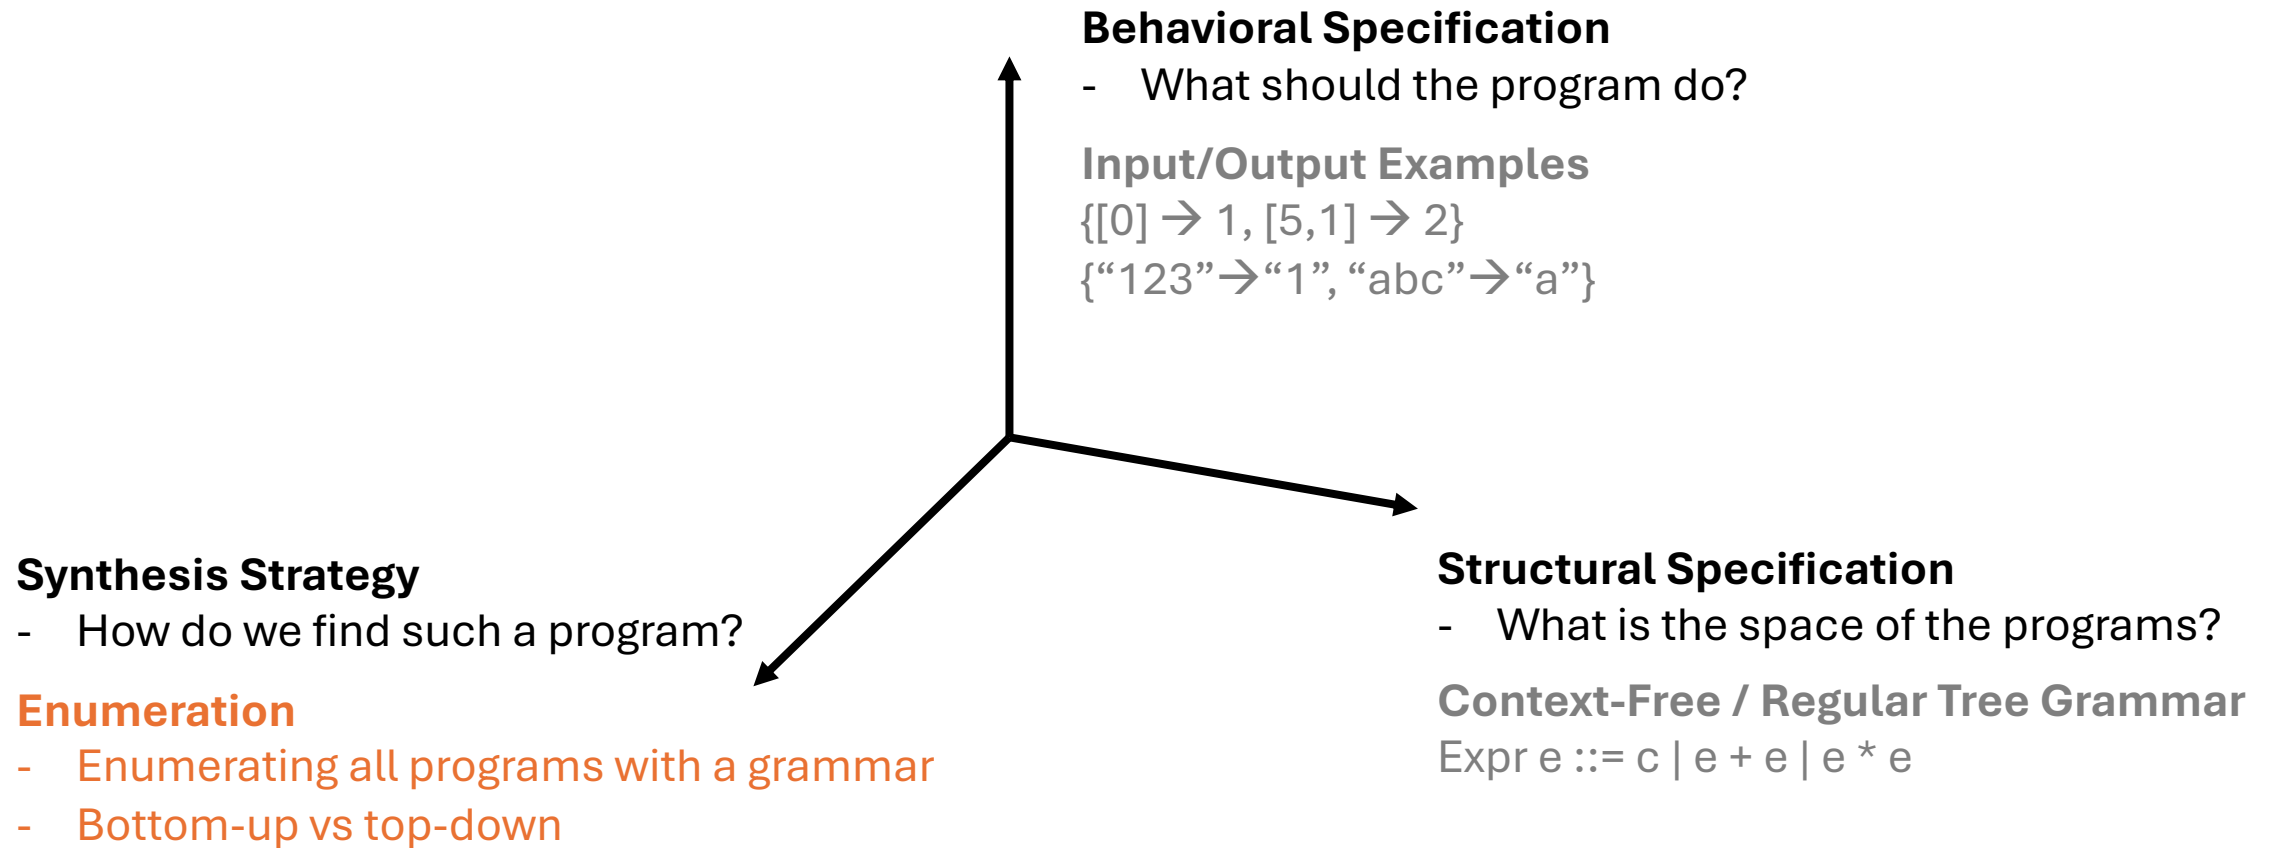 Behavioral Specification
- What should the program do?
Input/Output Examples
{[0] → 1, [5,1] → 2}
{“123”→“1”, “abc”→“a”}
Synthesis Strategy
- How do we find such a program?
Enumeration
- Enumerating all programs with a grammar
- Bottom-up vs top-down
Structural Specification
- What is the space of the programs?
Context-Free / Regular Tree Grammar
Expr e ::= c | e + e | e * e